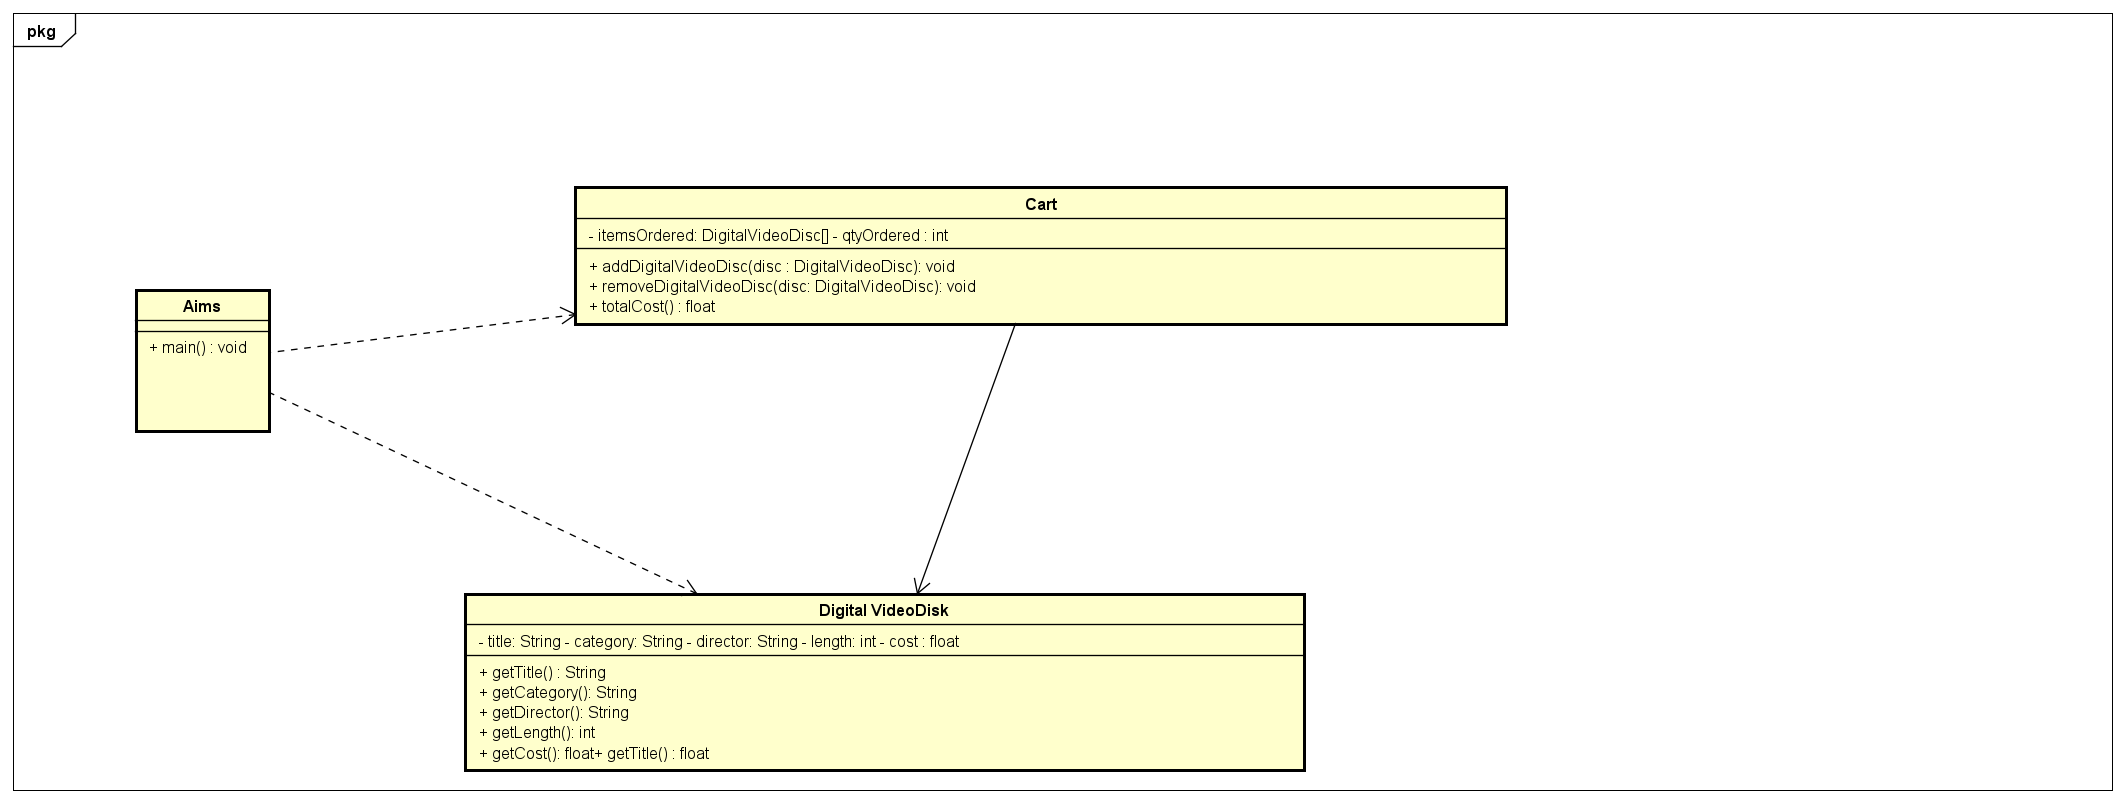 pkg
Cart
- itemsOrdered: DigitalVideoDisc[] - qtyOrdered : int
+ addDigitalVideoDisc(disc : DigitalVideoDisc): void
+ removeDigitalVideoDisc(disc: DigitalVideoDisc): void
+ totalCost() : float
Aims
+ main() : void
Digital VideoDisk
- title: String - category: String - director: String - length: int - cost : float
+ getTitle() : String
+ getCategory(): String
+ getDirector(): String
+ getLength(): int
+ getCost(): float+ getTitle() : float